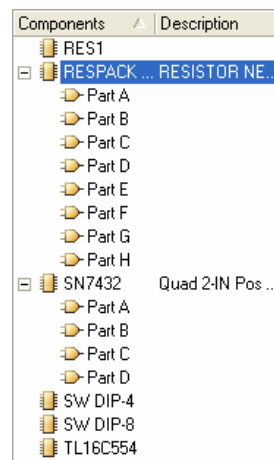 Components Description
RES1
RESPACK ... RESISTOR NE...
Part A
Part B
Part C
Part D
Part E
Part F
Part G
Part H
SN7432 Quad 2-IN Pos ...
Part A
Part B
Part C
Part D
SW DIP-4
SW DIP-8
TL16C554